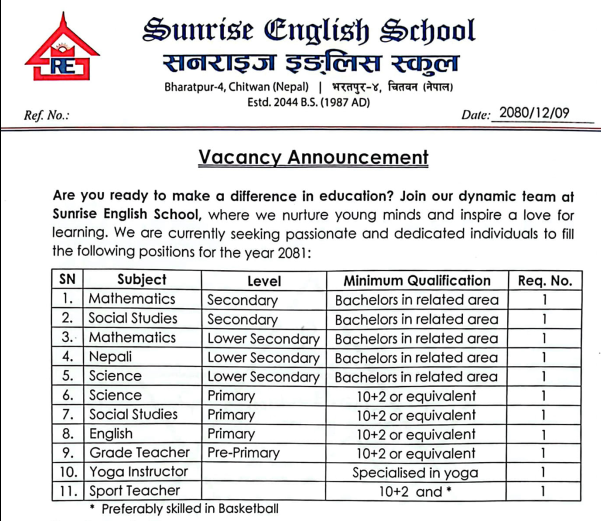 RE
Sunrise English School
सनराइज इङ्लिस स्कुल
Bharatpur-4, Chitwan (Nepal) | भरतपुर-४, चितवन (नेपाल)
Estd. 2044 B.S. (1987 AD)
Ref. No.: Date: 2080/12/09
Vacancy Announcement
Are you ready to make a difference in education? Join our dynamic team at
Sunrise English School, where we nurture young minds and inspire a love for
learning. We are currently seeking passionate and dedicated individuals to fill
the following positions for the year 2081:
SN Subject Level Minimum Qualification Req. No.
1. Mathematics Secondary Bachelors in related area 1
2. Social Studies Secondary Bachelors in related area 1
3. Mathematics Lower Secondary Bachelors in related area 1
4. Nepali Lower Secondary Bachelors in related area 1
5. Science Lower Secondary Bachelors in related area 1
6. Science Primary 10+2 or equivalent 1
7. Social Studies Primary 10+2 or equivalent 1
8. English Primary 10+2 or equivalent 1
9. Grade Teacher Pre-Primary 10+2 or equivalent 1
10. Yoga Instructor Specialised in yoga 1
11. Sport Teacher 10+2 and * 1
* Preferably skilled in Basketball